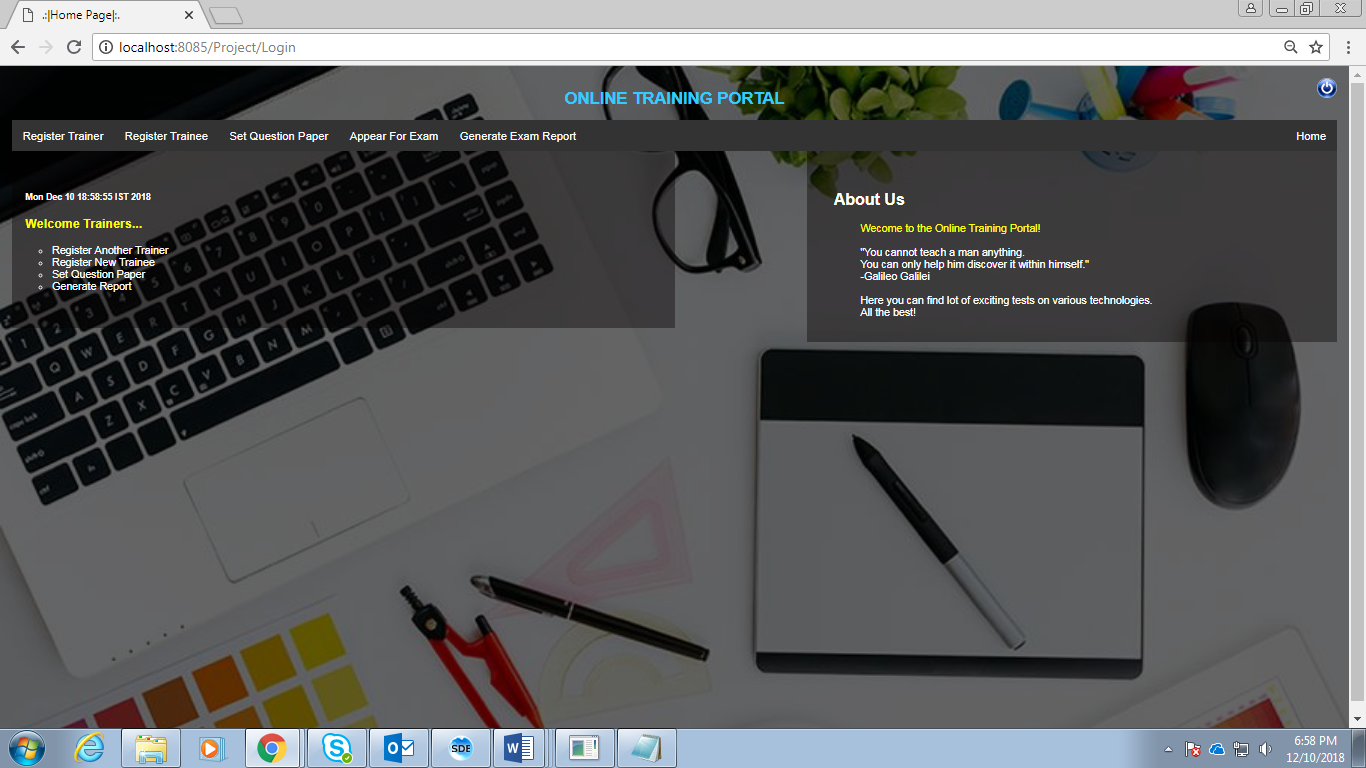 .:|Home Page|:.
localhost:8085/Project/Login
ONLINE TRAINING PORTAL
Register Trainer Register Trainee Set Question Paper Appear For Exam Generate Exam Report Home
Mon Dec 10 18:58:55 IST 2018
Welcome Trainers...
Register Another Trainer
Register New Trainee
Set Question Paper
Generate Report
About Us
Wecome to the Online Training Portal!
"You cannot teach a man anything.
You can only help him discover it within himself."
-Galileo Galilei
Here you can find lot of exciting tests on various technologies.
All the best!
SDE
6:58 PM
12/10/2018